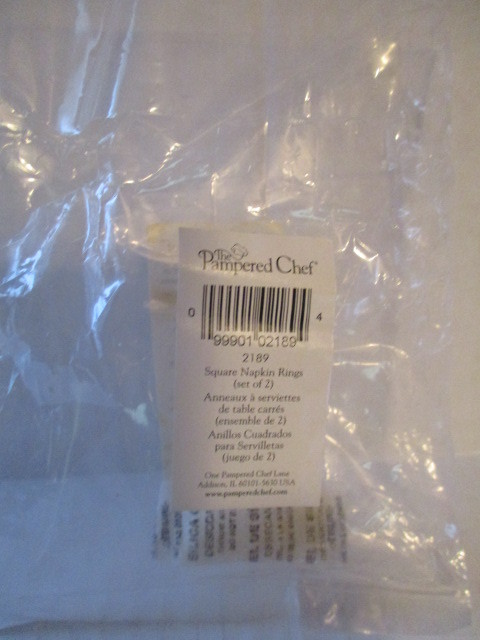 The
Pampered Chef
0 99901 02189 4
2189
Square Napkin Rings
(set of 2)
Anneaux à serviettes
de table carrés
(ensemble de 2)
Anillos Cuadrados
para Servilletas
(juego de 2)
One Pampered Chef Lane
Addison, IL 60101-5630 USA
www.pamperedchef.com